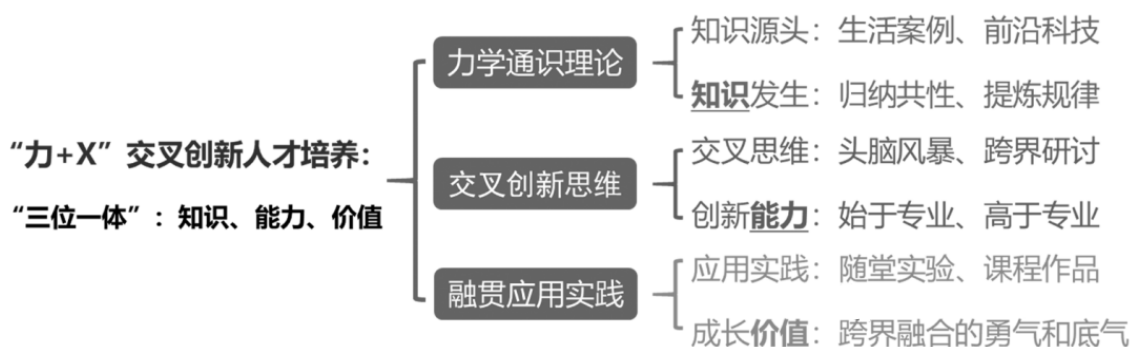 “力+X”交叉创新人才培养：
“三位一体”：知识、能力、价值
力学通识理论
知识源头：生活案例、前沿科技
知识发生：归纳共性、提炼规律
交叉创新思维
交叉思维：头脑风暴、跨界研讨
创新能力：始于专业、高于专业
融贯应用实践
应用实践：随堂实验、课程作品
成长价值：跨界融合的勇气和底气